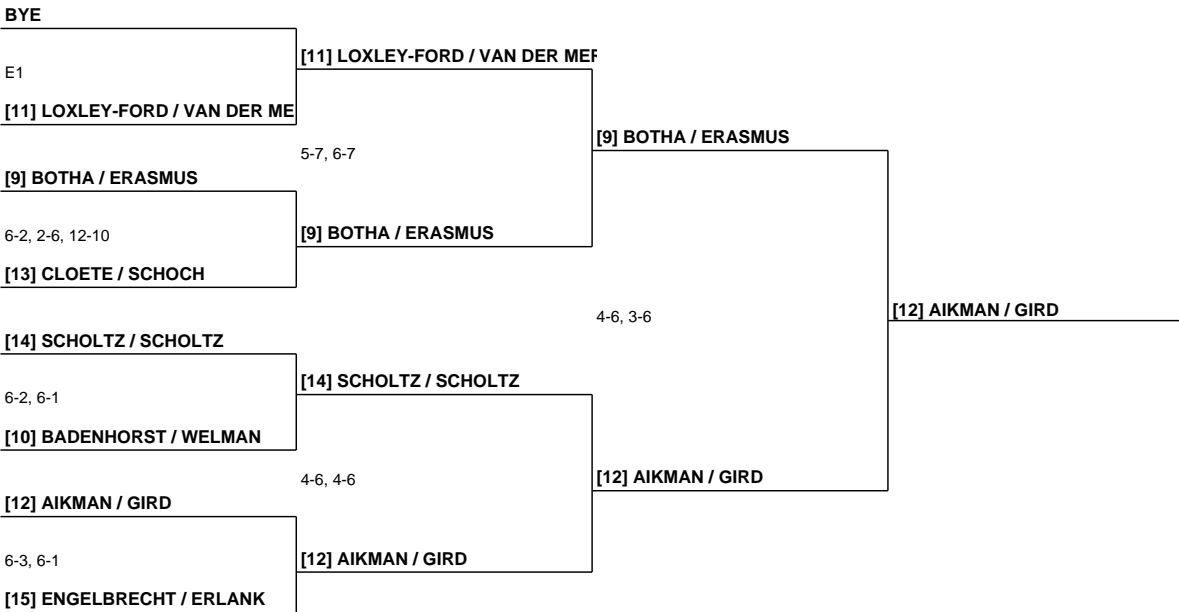 BYE
E1
[11] LOXLEY-FORD / VAN DER ME
[9] BOTHA / ERASMUS
6-2, 2-6, 12-10
[13] CLOETE / SCHOCH
[14] SCHOLTZ / SCHOLTZ
6-2, 6-1
[10] BADENHORST / WELMAN
[12] AIKMAN / GIRD
6-3, 6-1
[15] ENGELBRECHT / ERLANK
[11] LOXLEY-FORD / VAN DER MER
5-7, 6-7
[9] BOTHA / ERASMUS
[14] SCHOLTZ / SCHOLTZ
4-6, 4-6
[12] AIKMAN / GIRD
[9] BOTHA / ERASMUS
4-6, 3-6
[12] AIKMAN / GIRD
[12] AIKMAN / GIRD